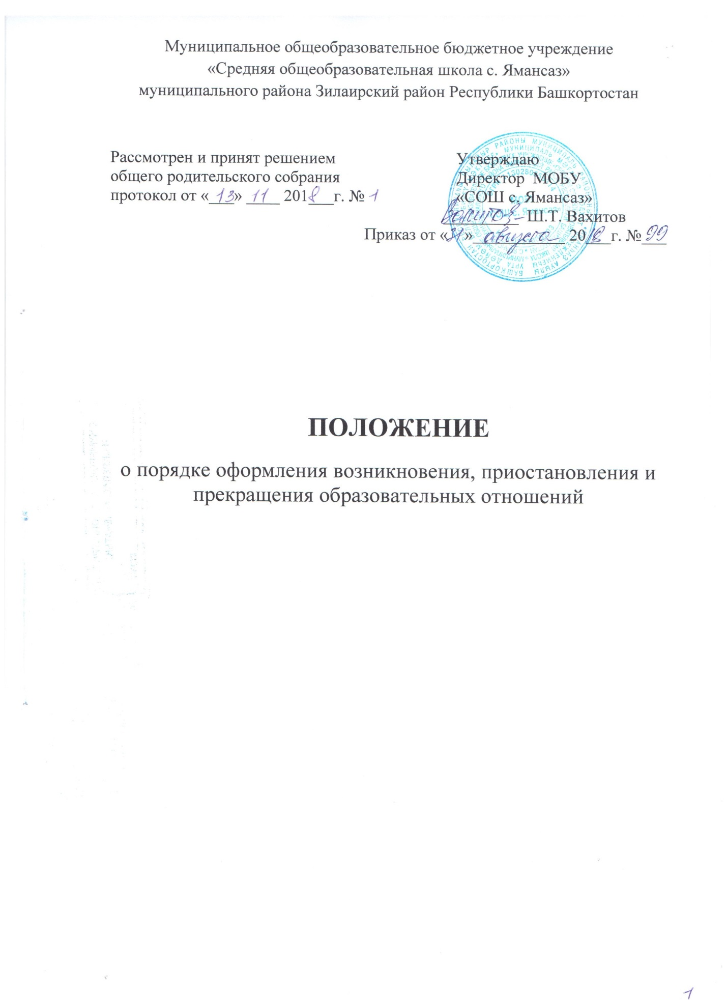 Муниципальное общеобразовательное бюджетное учреждение
«Средняя общеобразовательная школа с. Ямансаз»
муниципального района Зилаирский район Республики Башкортостан
Рассмотрен и принят решением
общего родительского собрания
протокол от «13» 11 2018 г. № 1
Утверждаю
Директор МОБУ
«СОШ с. Ямансаз»
Ш.Т. Вахитов
Приказ от «31» августа 2018 г. № 99
ПОЛОЖЕНИЕ
о порядке оформления возникновения, приостановления и
прекращения образовательных отношений
1